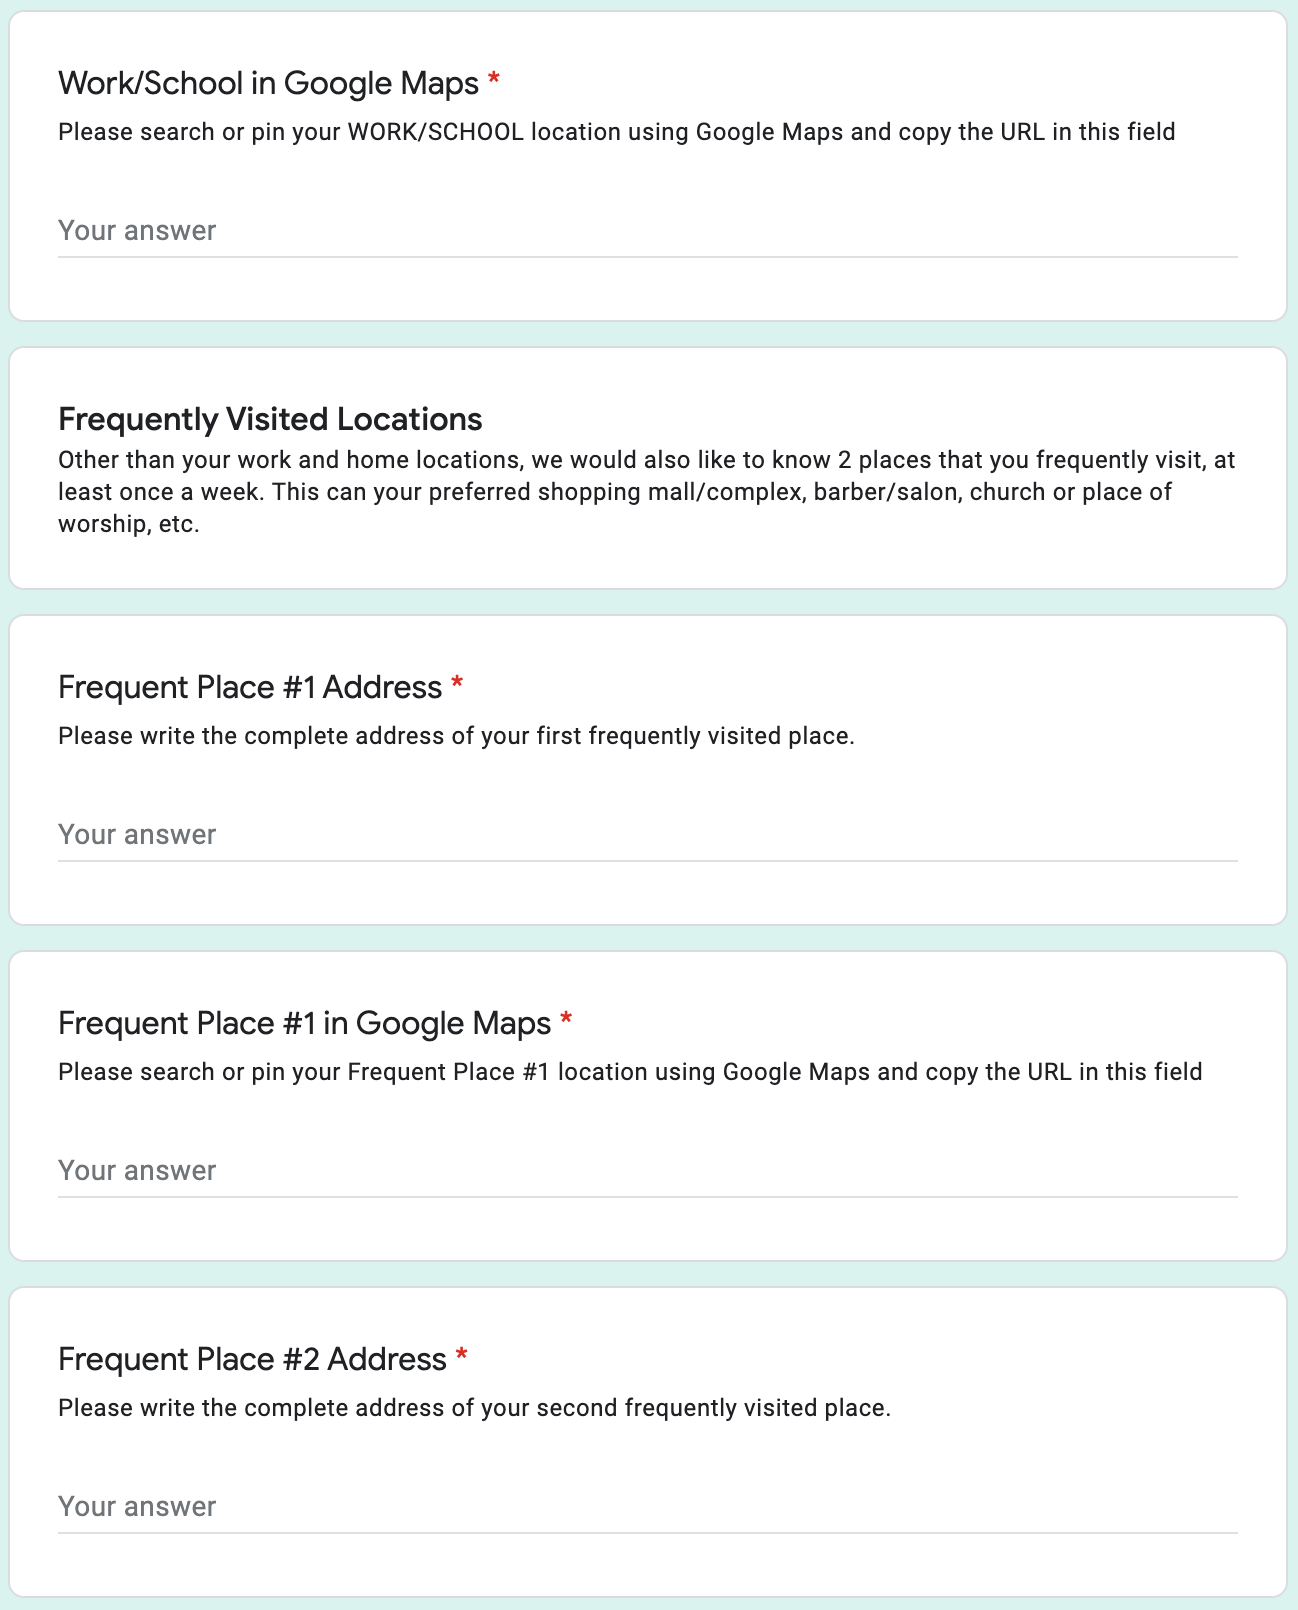 Work/School in Google Maps *
Please search or pin your WORK/SCHOOL location using Google Maps and copy the URL in this field
Your answer
Frequently Visited Locations
Other than your work and home locations, we would also like to know 2 places that you frequently visit, at
least once a week. This can your preferred shopping mall/complex, barber/salon, church or place of
worship, etc.
Frequent Place #1 Address *
Please write the complete address of your first frequently visited place.
Your answer
Frequent Place #1 in Google Maps *
Please search or pin your Frequent Place #1 location using Google Maps and copy the URL in this field
Your answer
Frequent Place #2 Address *
Please write the complete address of your second frequently visited place.
Your answer